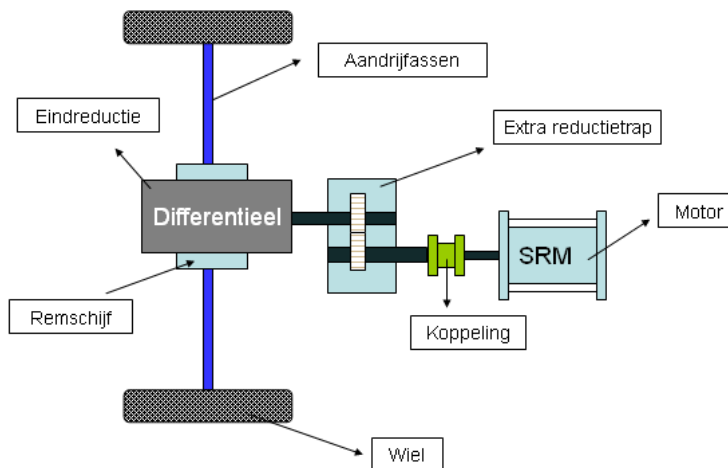 Aandrijfassen
Eindreductie
Extra reductietrap
Differentieel
Motor
SRM
Remschijf
Koppeling
Wiel